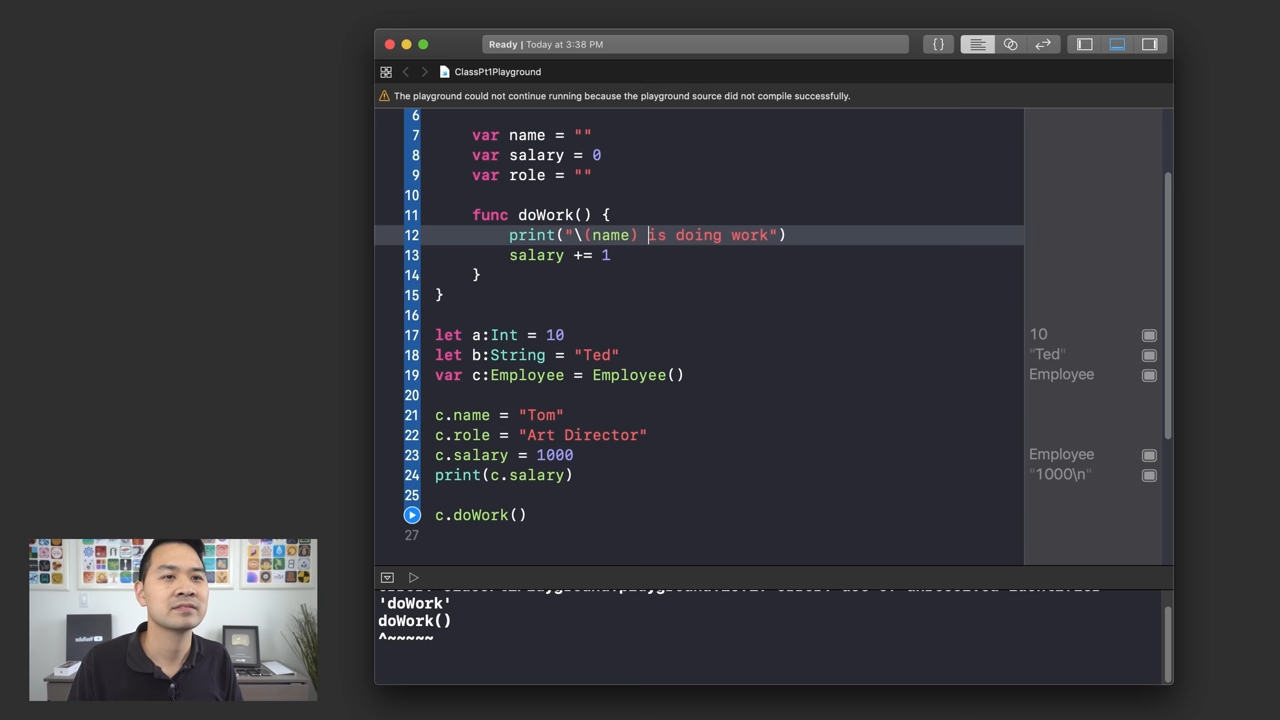 Ready | Today at 3:38 PM
{}
ClassPt1Playground
The playground could not continue running because the playground source did not compile successfully.
6
7 var name = ""
8 var salary = 0
9 var role = ""
10
11 func doWork() {
12 print("\(name) is doing work")
13 salary += 1
14 }
15 }
16
17 let a:Int = 10 10
18 let b:String = "Ted" "Ted"
19 var c:Employee = Employee() Employee
20
21 c.name = "Tom"
22 c.role = "Art Director"
23 c.salary = 1000 Employee
24 print(c.salary) "1000\n"
25
c.doWork()
27
'doWork'
doWork()
^~~~~~
YouTube